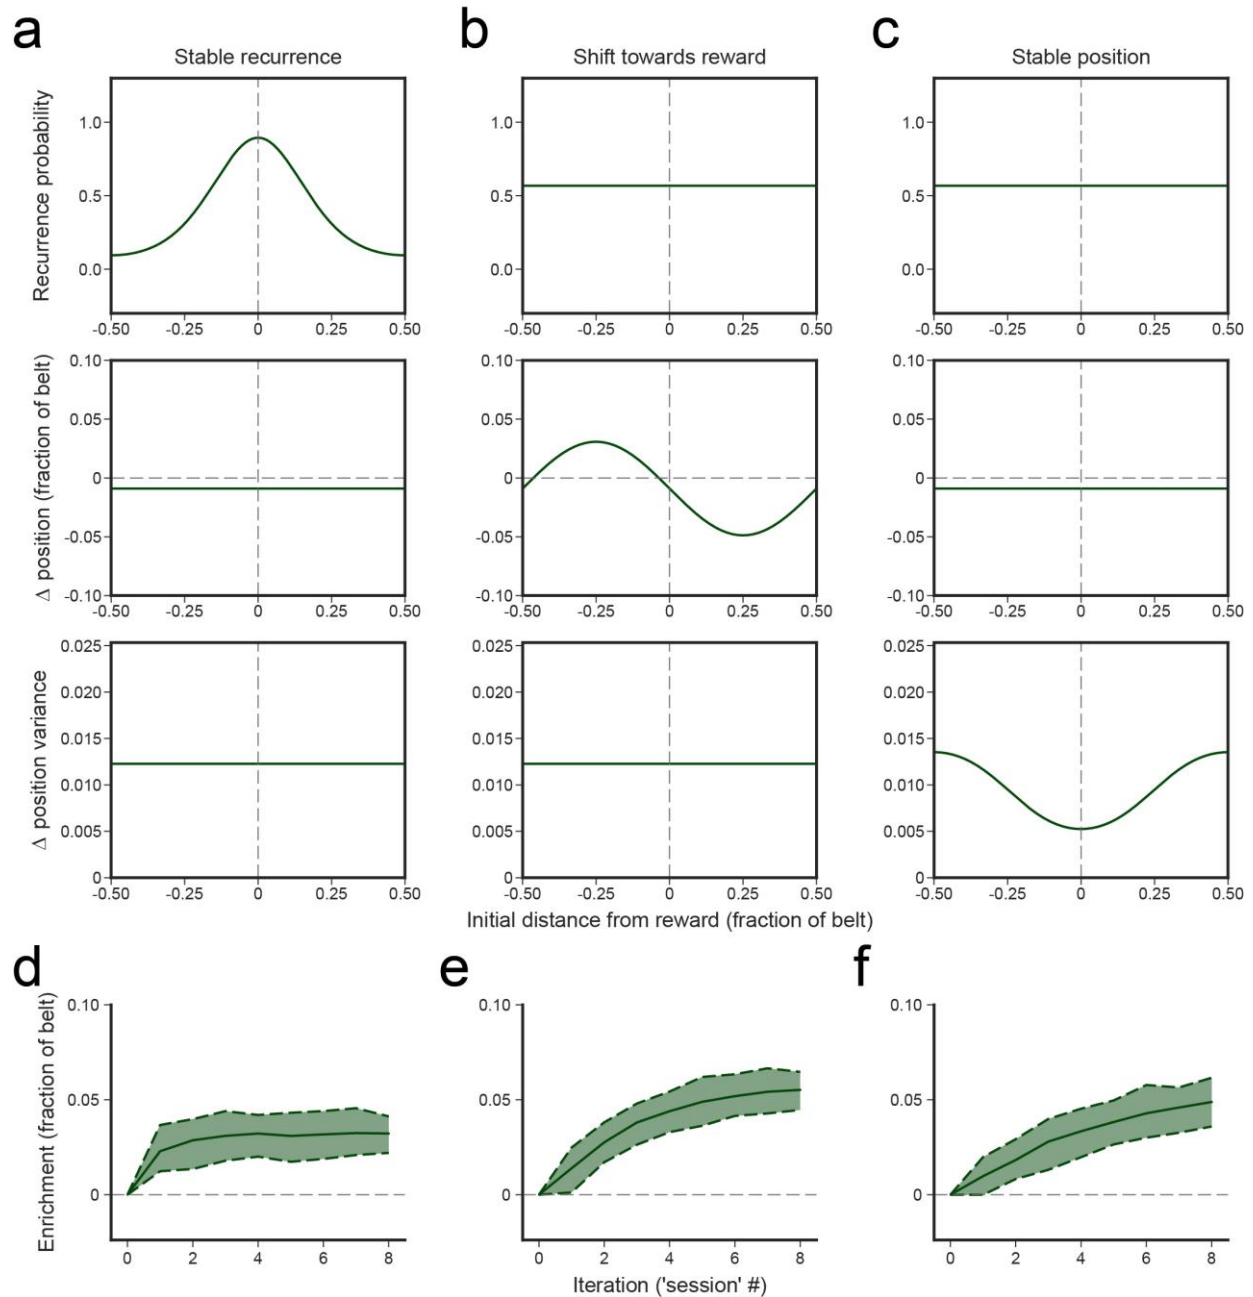 a
b
c
Stable recurrence
Shift towards reward
Stable position
Recurrence probability
1.0
0.5
0.0
-0.50 -0.25 0 0.25 0.50
1.0
0.5
0.0
-0.50 -0.25 0 0.25 0.50
1.0
0.5
0.0
-0.50 -0.25 0 0.25 0.50
Δ position (fraction of belt)
0.10
0.05
0
-0.05
-0.10
-0.50 -0.25 0 0.25 0.50
0.10
0.05
0
-0.05
-0.10
-0.50 -0.25 0 0.25 0.50
0.10
0.05
0
-0.05
-0.10
-0.50 -0.25 0 0.25 0.50
Δ position variance
0.025
0.020
0.015
0.010
0.005
0
-0.50 -0.25 0 0.25 0.50
0.025
0.020
0.015
0.010
0.005
0
-0.50 -0.25 0 0.25 0.50
0.025
0.020
0.015
0.010
0.005
0
-0.50 -0.25 0 0.25 0.50
Initial distance from reward (fraction of belt)
d
e
f
Enrichment (fraction of belt)
0.10
0.05
0
0 2 4 6 8
0.10
0.05
0
0 2 4 6 8
0.10
0.05
0
0 2 4 6 8
Iteration ('session' #)